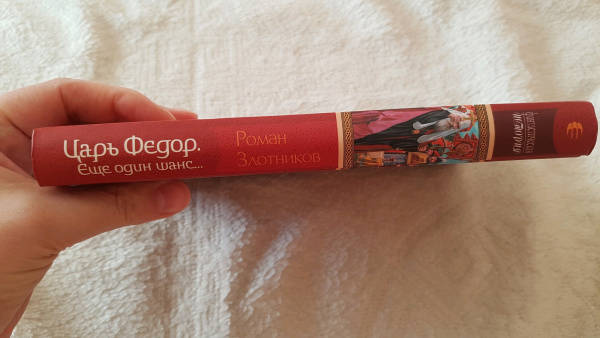 Царь Федор.
Еще один шанс...
Роман
Злотников